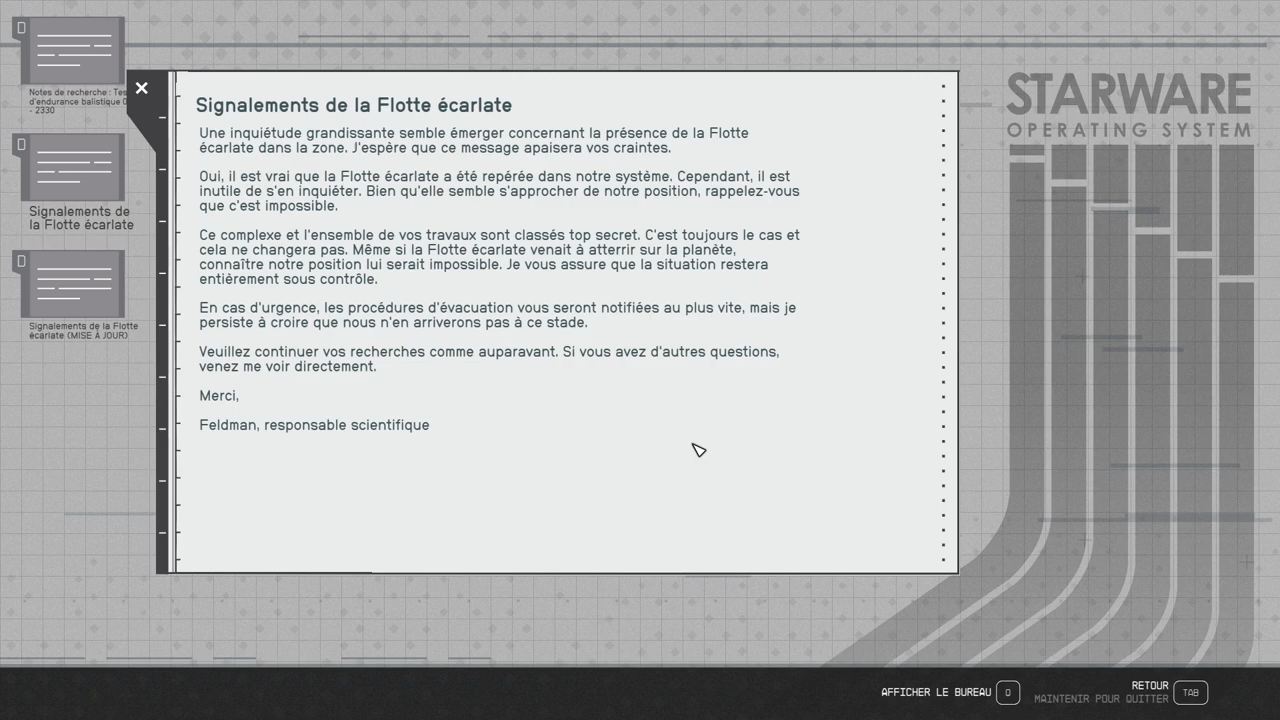 Notes de recherche : Tes
d'endurance balistique 0
- 2330
Signalements de
la Flotte écarlate
Signalements de la Flotte
écarlate (MISE À JOUR)
Signalements de la Flotte écarlate
Une inquiétude grandissante semble émerger concernant la présence de la Flotte
écarlate dans la zone. J'espère que ce message apaisera vos craintes.
Oui, il est vrai que la Flotte écarlate a été repérée dans notre système. Cependant, il est
inutile de s'en inquiéter. Bien qu'elle semble s'approcher de notre position, rappelez-vous
que c'est impossible.
Ce complexe et l'ensemble de vos travaux sont classés top secret. C'est toujours le cas et
cela ne changera pas. Même si la Flotte écarlate venait à atterrir sur la planète,
connaître notre position lui serait impossible. Je vous assure que la situation restera
entièrement sous contrôle.
En cas d'urgence, les procédures d'évacuation vous seront notifiées au plus vite, mais je
persiste à croire que nous n'en arriverons pas à ce stade.
Veuillez continuer vos recherches comme auparavant. Si vous avez d'autres questions,
venez me voir directement.
Merci,
Feldman, responsable scientifique
STARWARE
OPERATING SYSTEM
AFFICHER LE BUREAU
RETOUR TAB
MAINTENIR POUR QUITTER